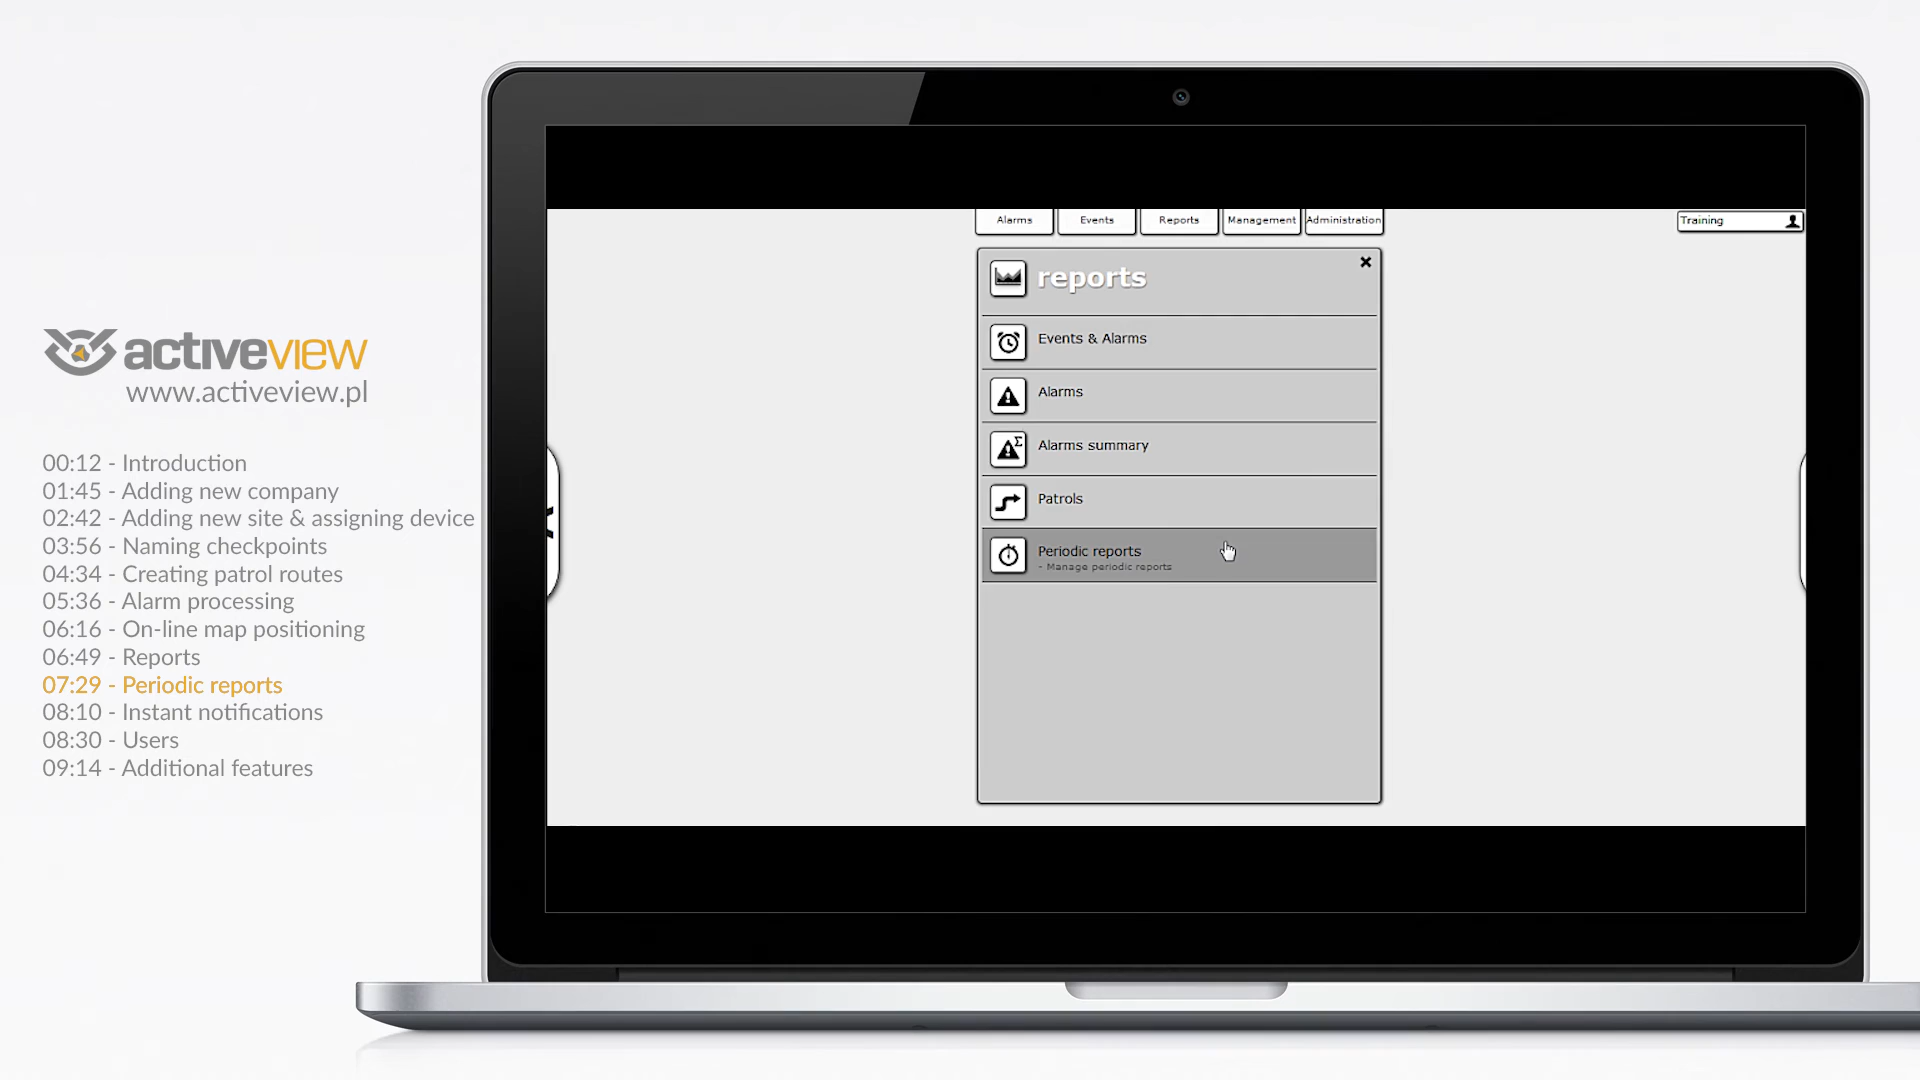 activeview
www.activeview.pl
00:12 - Introduction
01:45 - Adding new company
02:42 - Adding new site & assigning device
03:56 - Naming checkpoints
04:34 - Creating patrol routes
05:36 - Alarm processing
06:16 - On-line map positioning
06:49 - Reports
07:29 - Periodic reports
08:10 - Instant notifications
08:30 - Users
09:14 - Additional features
Alarms Events Reports Management Administration
Training
reports
Events & Alarms
Alarms
Alarms summary
Patrols
Periodic reports
- Manage periodic reports